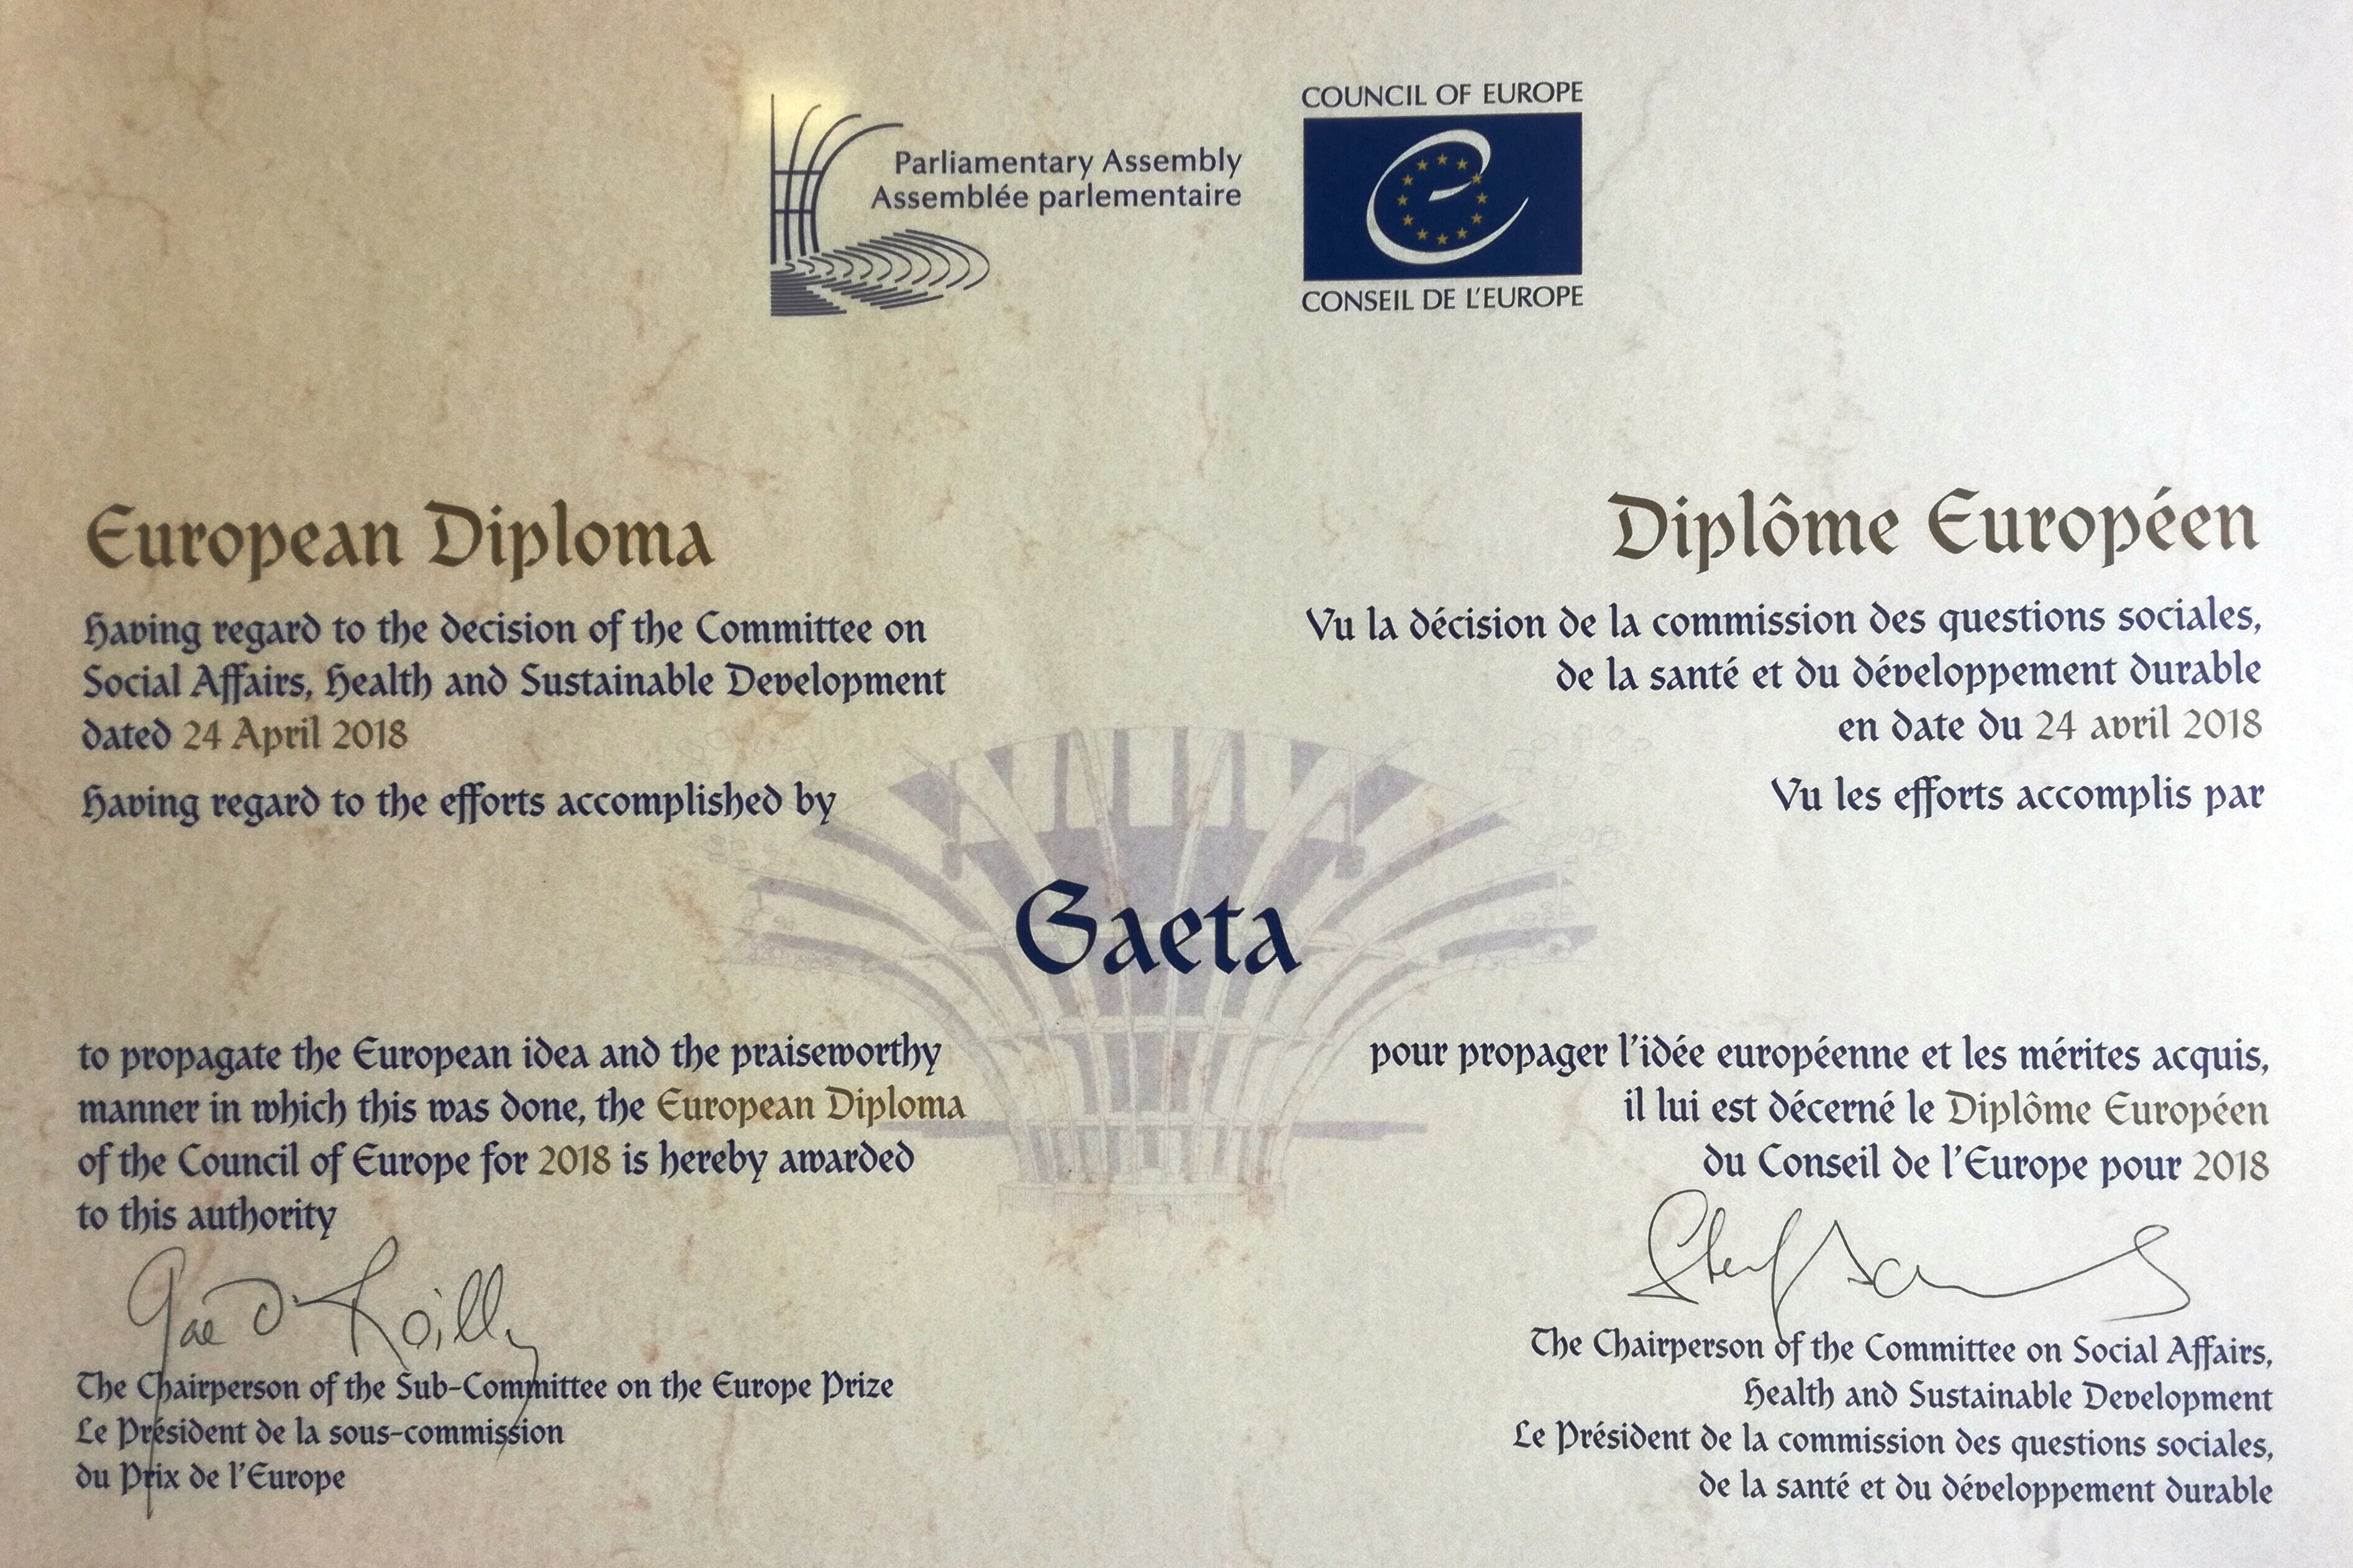 Parliamentary Assembly
Assemblée parlementaire
COUNCIL OF EUROPE
CONSEIL DE L'EUROPE
European Diploma
Having regard to the decision of the Committee on
Social Affairs, Health and Sustainable Development
dated 24 April 2018
Having regard to the efforts accomplished by
Diplôme Européen
Vu la décision de la commission des questions sociales,
de la santé et du développement durable
en date du 24 avril 2018
Vu les efforts accomplis par
Gaeta
to propagate the European idea and the praiseworthy
manner in which this was done, the European Diploma
of the Council of Europe for 2018 is hereby awarded
to this authority
pour propager l'idée européenne et les mérites acquis,
il lui est décerné le Diplôme Européen
du Conseil de l'Europe pour 2018
The Chairperson of the Sub-Committee on the Europe Prize
Le Président de la sous-commission
du Prix de l'Europe
The Chairperson of the Committee on Social Affairs,
Health and Sustainable Development
Le Président de la commission des questions sociales,
de la santé et du développement durable